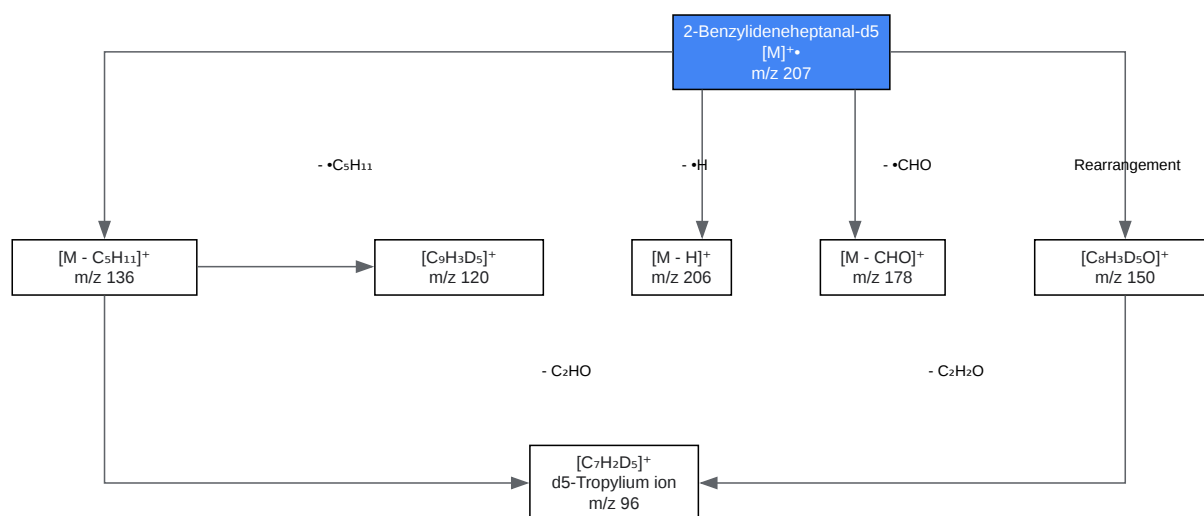 2-Benzylideneheptanal-d5
[M]⁺•
m/z 207
- •C₅H₁₁
- •H
- •CHO
Rearrangement
[M - C₅H₁₁]⁺
m/z 136
[C₉H₃D₅]⁺
m/z 120
[M - H]⁺
m/z 206
[M - CHO]⁺
m/z 178
[C₈H₃D₅O]⁺
m/z 150
- C₂HO
- C₂H₂O
[C₇H₂D₅]⁺
d5-Tropylium ion
m/z 96